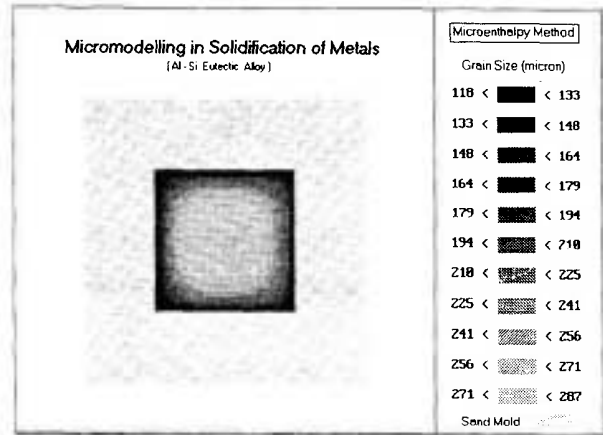 Micromodelling in Solidification of Metals
(Al-Si Eutectic Alloy)
Microenthalpy Method
Grain Size (micron)
118 < < 133
133 < < 148
148 < < 164
164 < < 179
179 < < 194
194 < < 210
210 < < 225
225 < < 241
241 < < 256
256 < < 271
271 < < 287
Sand Mold